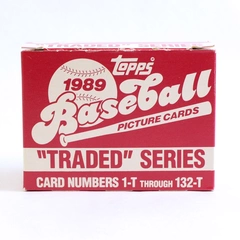 Topps
1989
Baseball
PICTURE CARDS
"TRADED" SERIES
CARD NUMBERS 1-T THROUGH 132-T